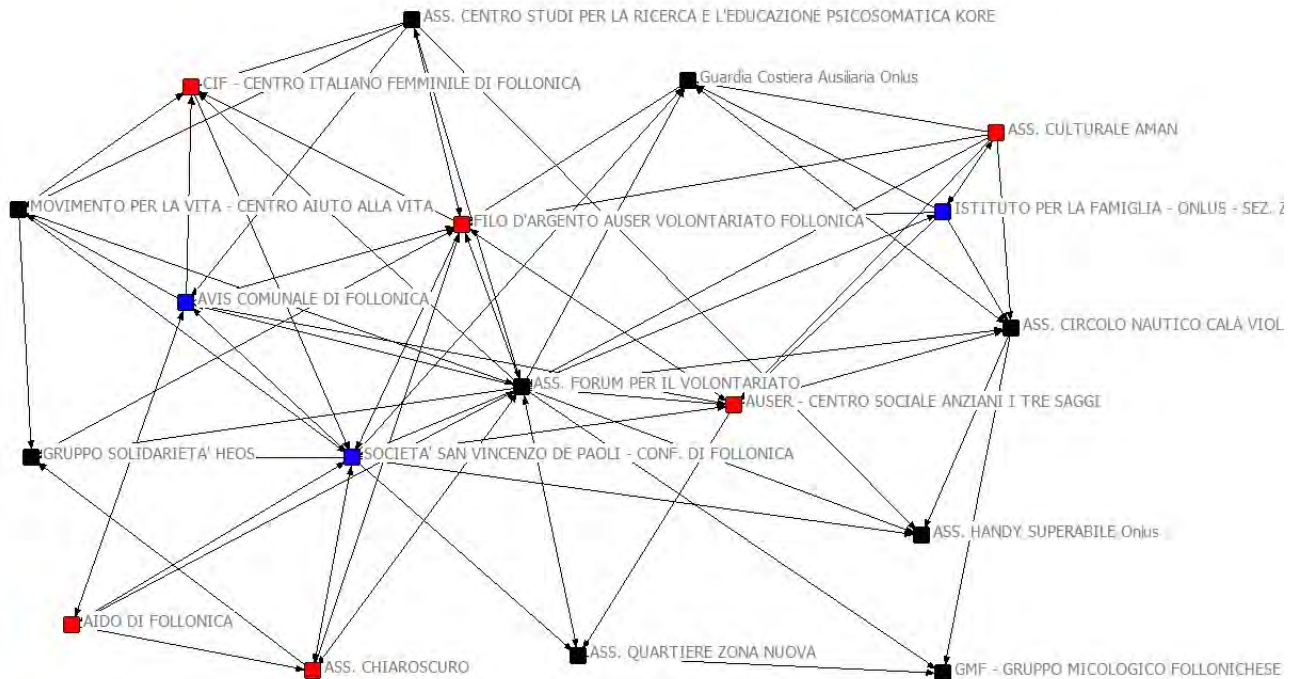 ASS. CENTRO STUDI PER LA RICERCA E L'EDUCAZIONE PSICOSOMATICA KORE
CIF - CENTRO ITALIANO FEMMINILE DI FOLLONICA
Guardia Costiera Ausiliaria Onlus
ASS. CULTURALE AMAN
MOVIMENTO PER LA VITA - CENTRO AIUTO ALLA VITA
FILO D'ARGENTO AUSER VOLONTARIATO FOLLONICA
ISTITUTO PER LA FAMIGLIA - ONLUS - SEZ. Z
AVIS COMUNALE DI FOLLONICA
ASS. CIRCOLO NAUTICO CALA VIOL
ASS. FORUM PER IL VOLONTARIATO
AUSER - CENTRO SOCIALE ANZIANI I TRE SAGGI
GRUPPO SOLIDARIETA' HEOS
SOCIETA' SAN VINCENZO DE PAOLI - CONF. DI FOLLONICA
ASS. HANDY SUPERABILE Onlus
AIDO DI FOLLONICA
ASS. QUARTIERE ZONA NUOVA
ASS. CHIAROSCURO
GMF - GRUPPO MICOLOGICO FOLLONICHESE